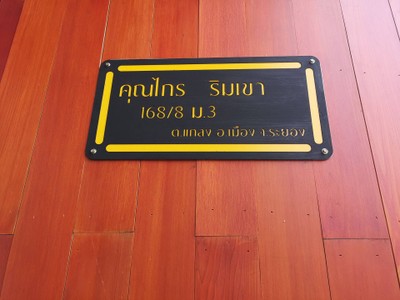 คุณไกร ริมเขา
168/8 ม.3
ต.แกลง อ.เมือง จ.ระยอง